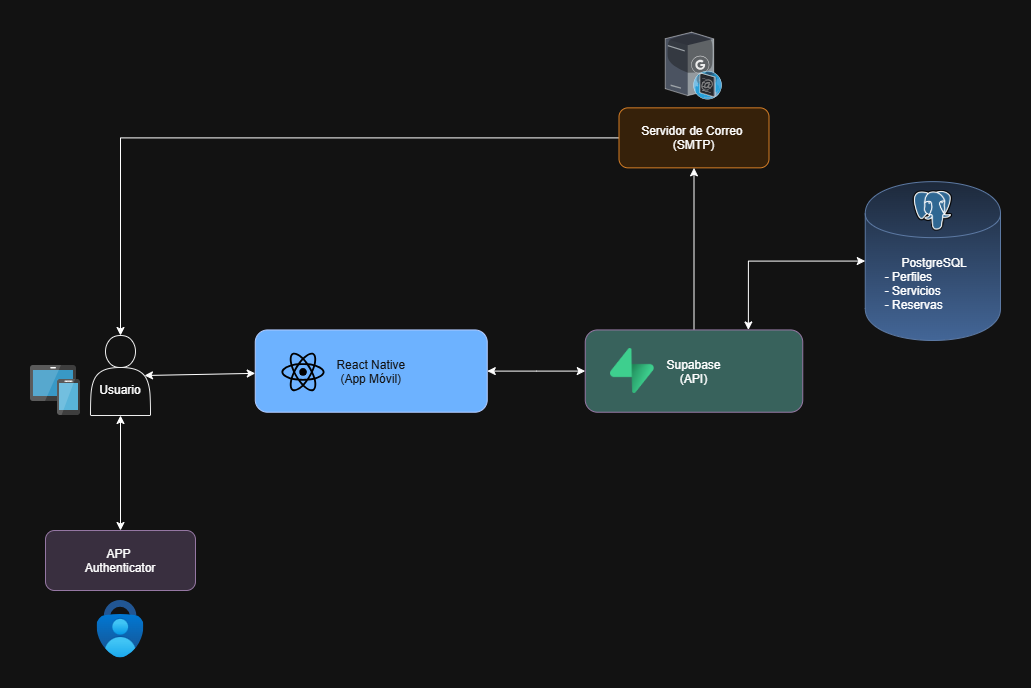 G
@
Servidor de Correo
(SMTP)
PostgreSQL
- Perfiles
- Servicios
- Reservas
React Native
(App Móvil)
Supabase
(API)
Usuario
APP
Authenticator